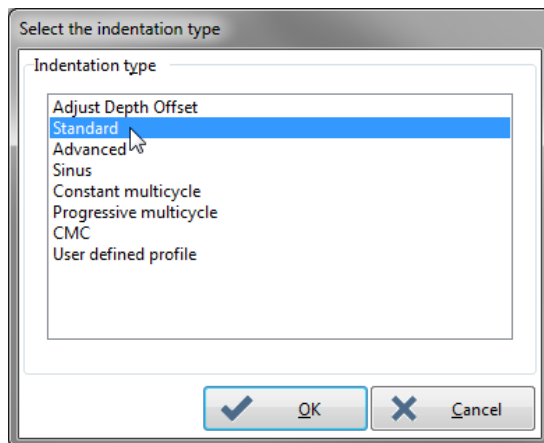 Select the indentation type
Indentation type
Adjust Depth Offset
Standard
Advanced
Sinus
Constant multicycle
Progressive multicycle
CMC
User defined profile
OK
Cancel